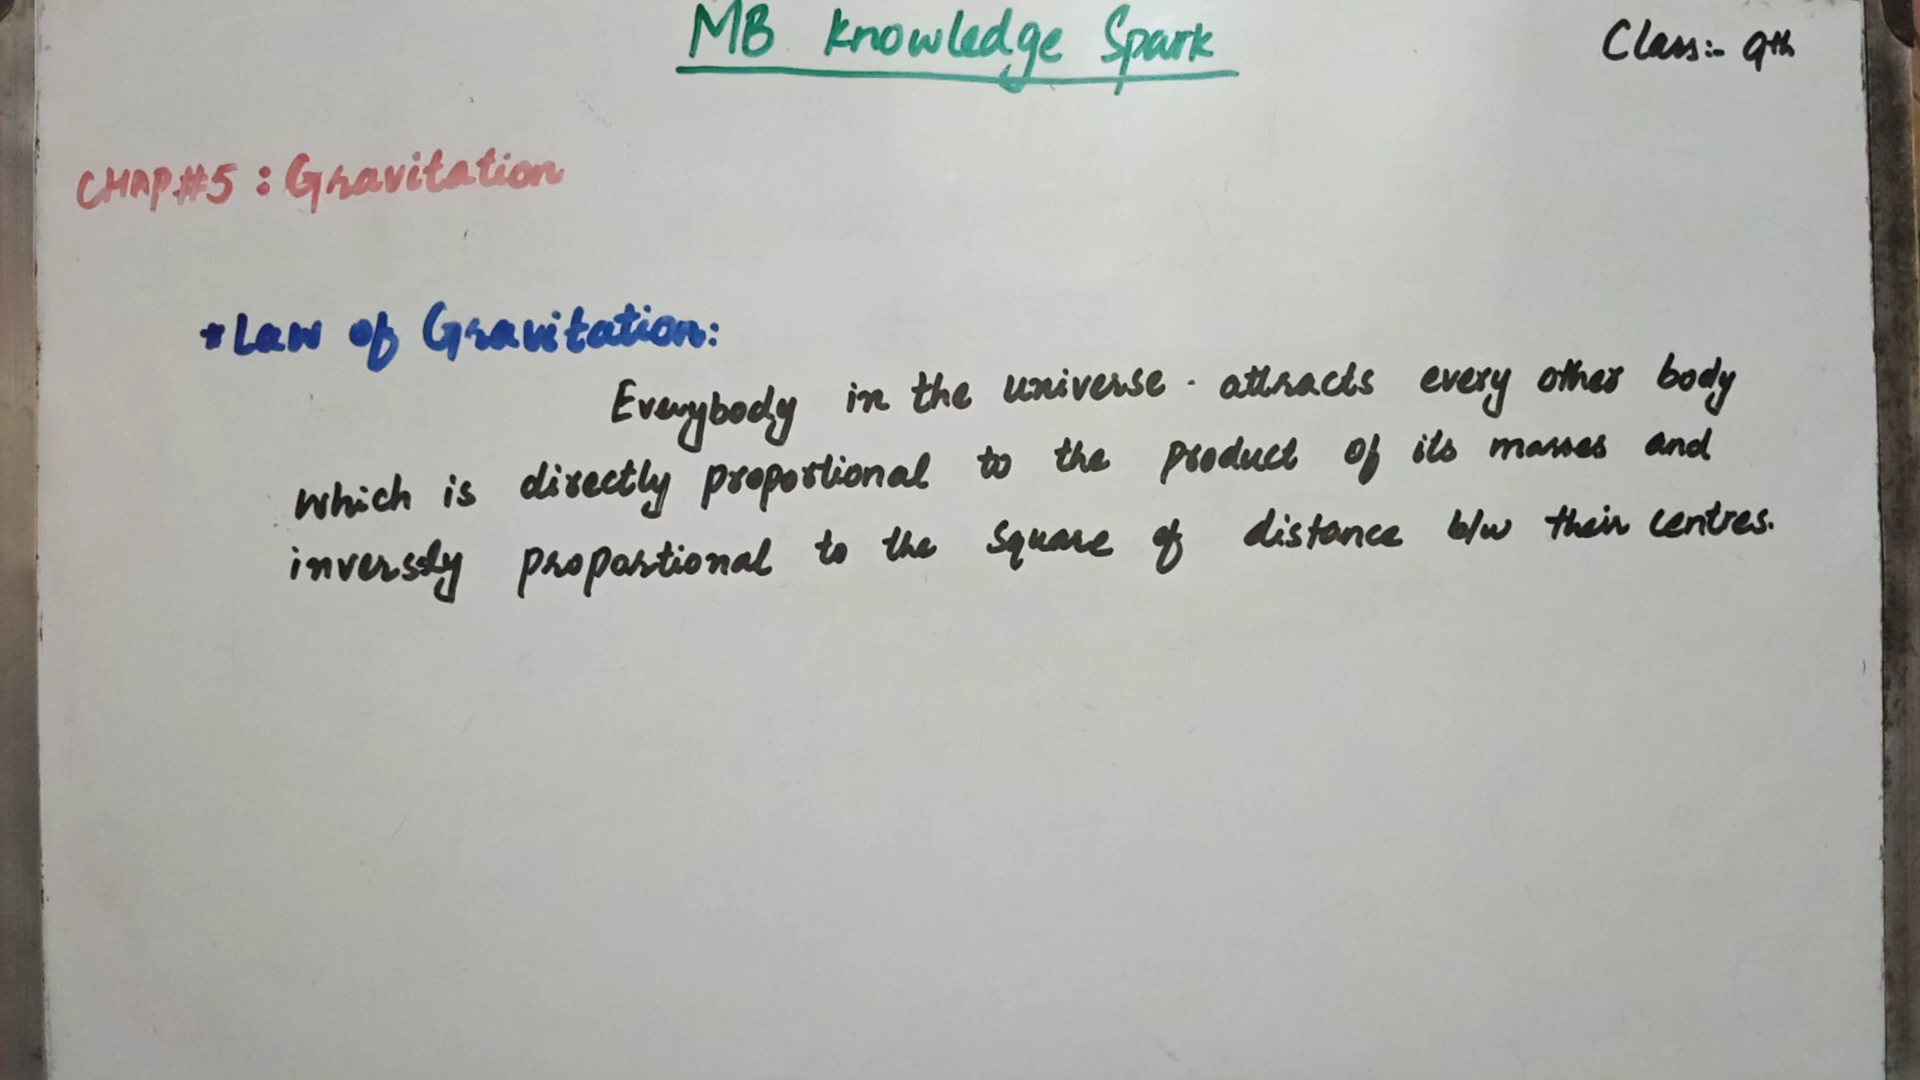 MB Knowledge Spark
Class:- 9th
CHAP#5 : Gravitation
*Law of Gravitation:
Everybody in the universe . attracts every other body
which is directly proportional to the product of its masses and
inversly proportional to the square of distance b/w their centres.